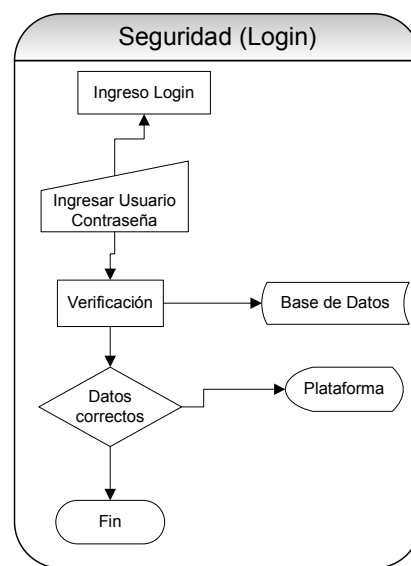 Seguridad (Login)
Ingreso Login
Ingresar Usuario
Contraseña
Verificación
Base de Datos
Datos
correctos
Plataforma
Fin